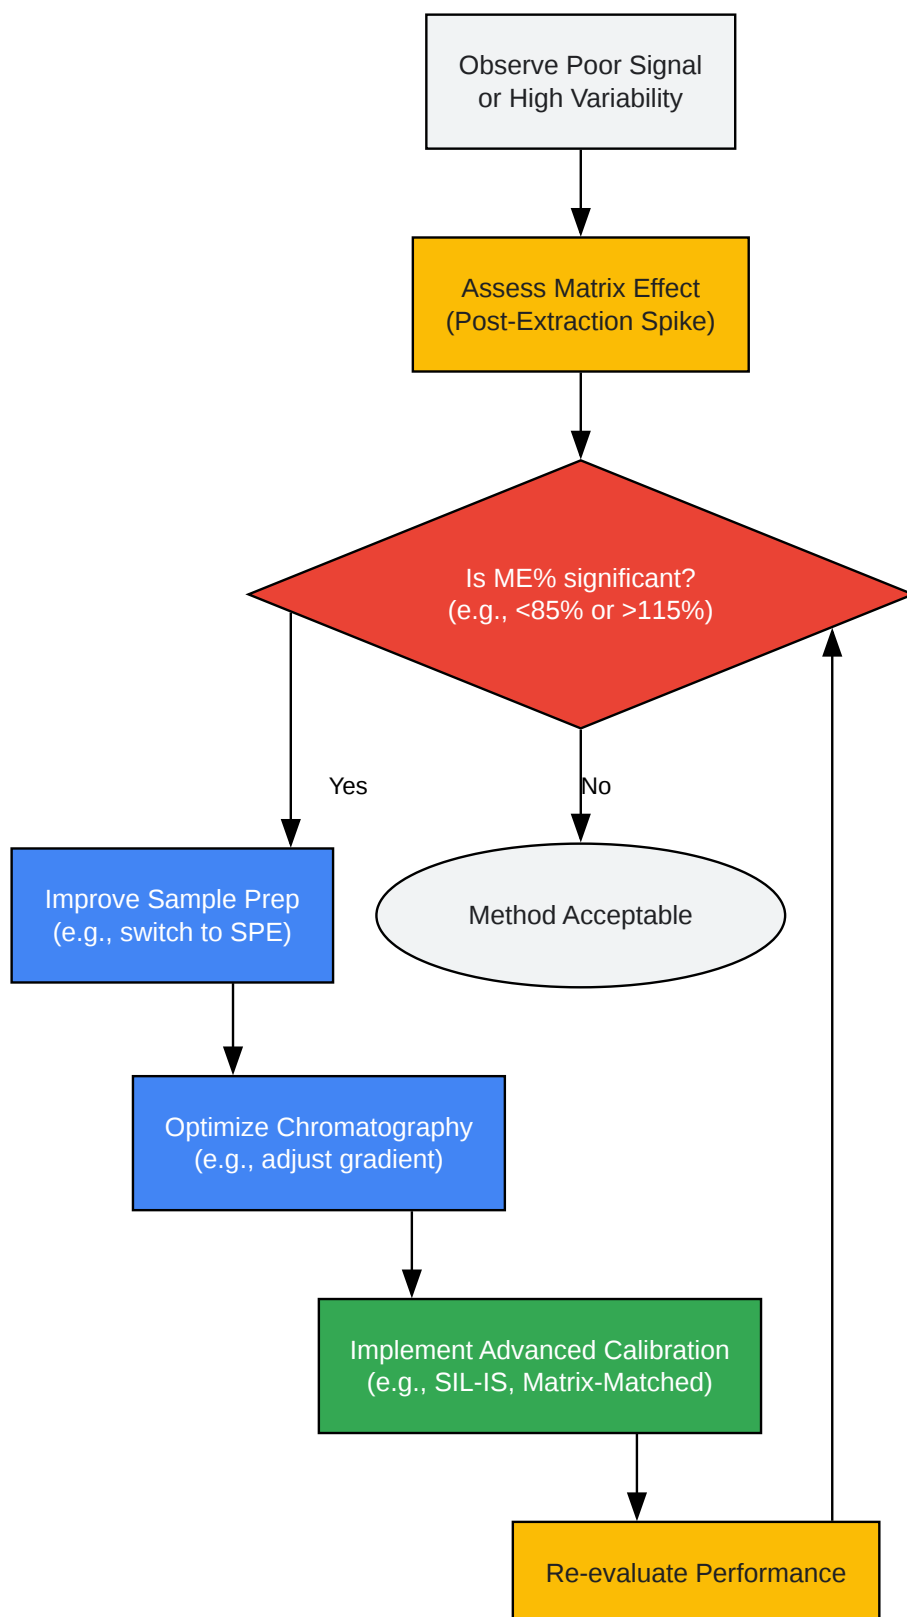 Observe Poor Signal
or High Variability
Assess Matrix Effect
(Post-Extraction Spike)
Is ME% significant?
(e.g., <85% or >115%)
Yes
No
Improve Sample Prep
(e.g., switch to SPE)
Method Acceptable
Optimize Chromatography
(e.g., adjust gradient)
Implement Advanced Calibration
(e.g., SIL-IS, Matrix-Matched)
Re-evaluate Performance